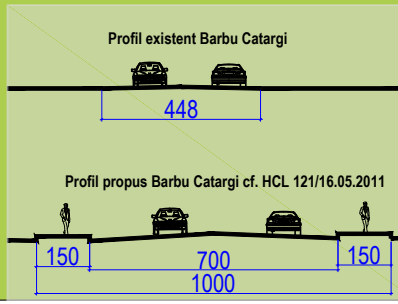 Profil existent Barbu Catargi
448
Profil propus Barbu Catargi cf. HCL 121/16.05.2011
150
700
150
1000